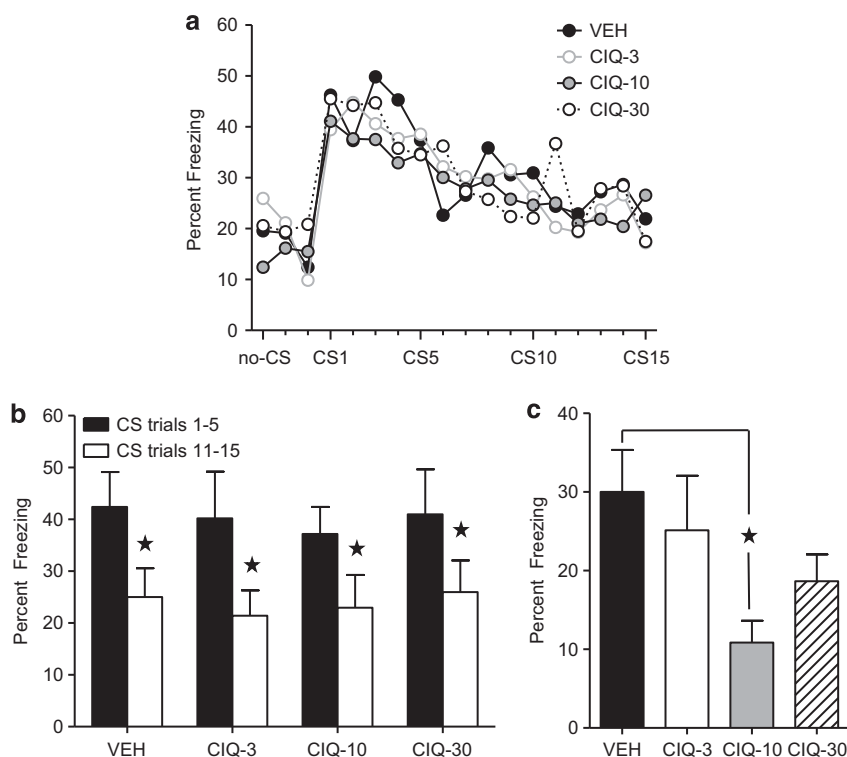 a
60
50
40
30
20
10
0
Percent Freezing
VEH
CIQ-3
CIQ-10
CIQ-30
no-CS CS1 CS5 CS10 CS15
b
60
50
40
30
20
10
0
Percent Freezing
CS trials 1-5
CS trials 11-15
VEH CIQ-3 CIQ-10 CIQ-30
c
40
30
20
10
0
Percent Freezing
VEH CIQ-3 CIQ-10 CIQ-30